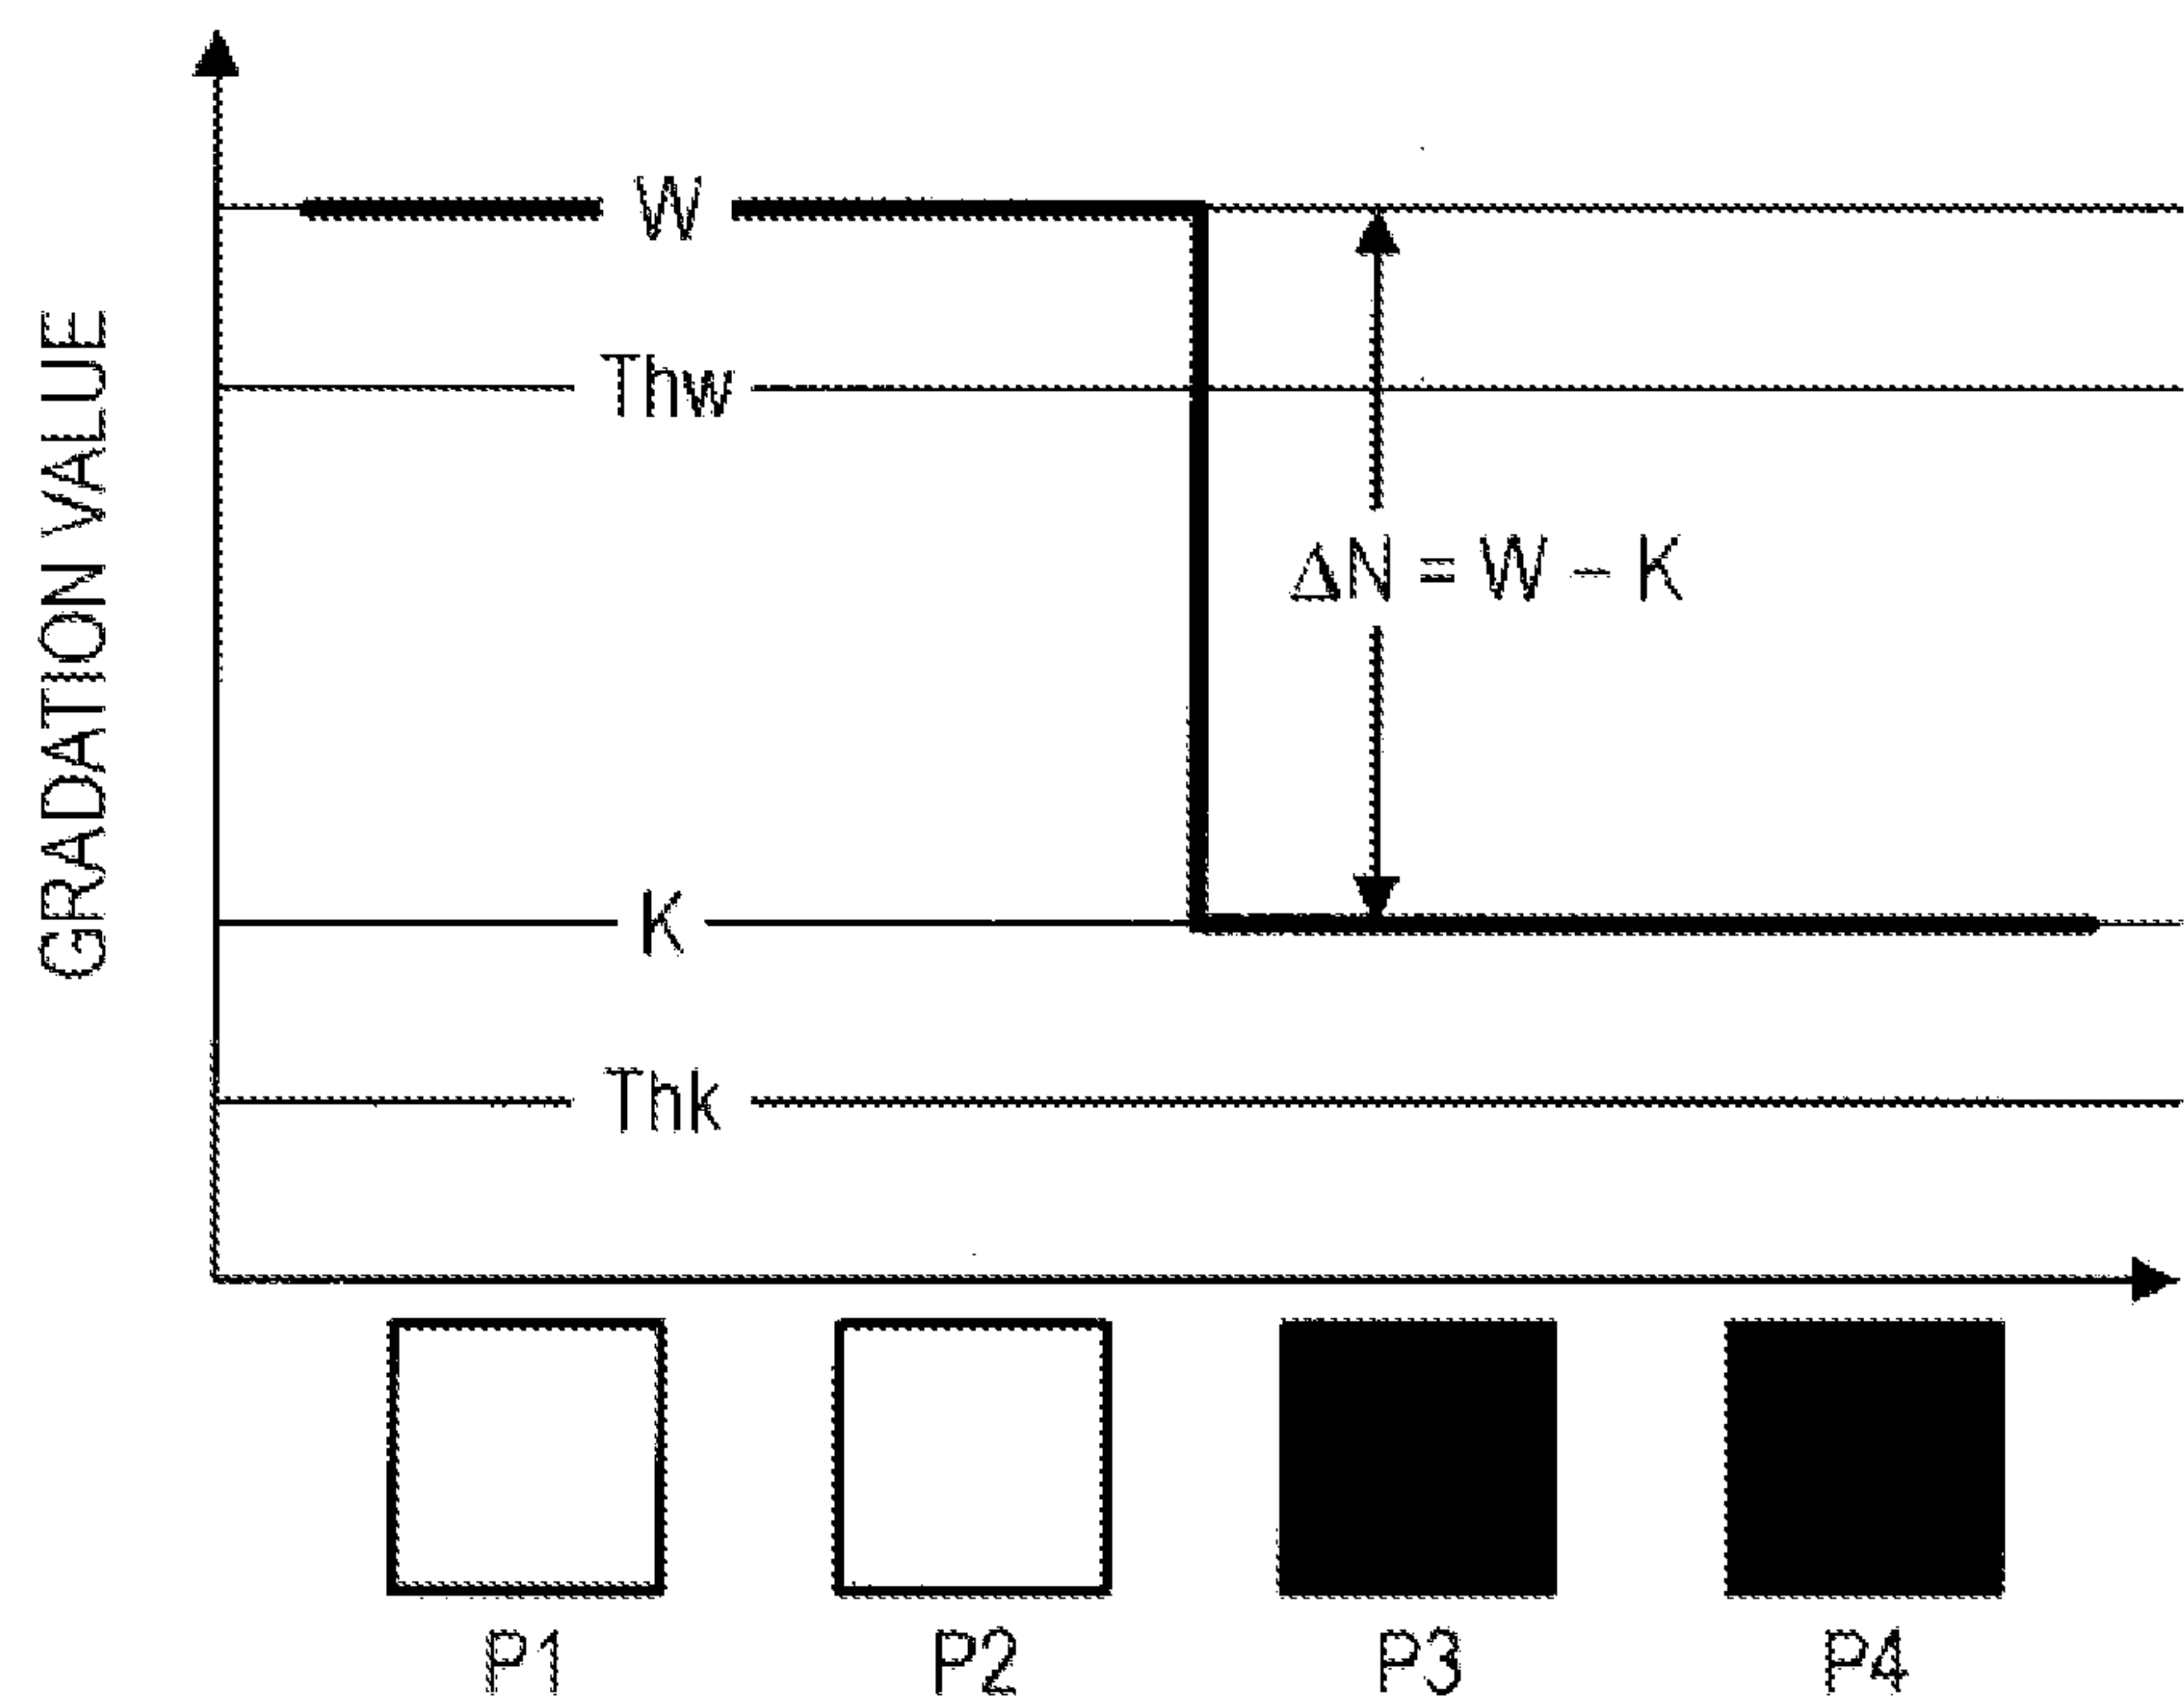 GRADATION VALUE
W
Thw
ΔN = W – K
K
Thk
P1 P2 P3 P4